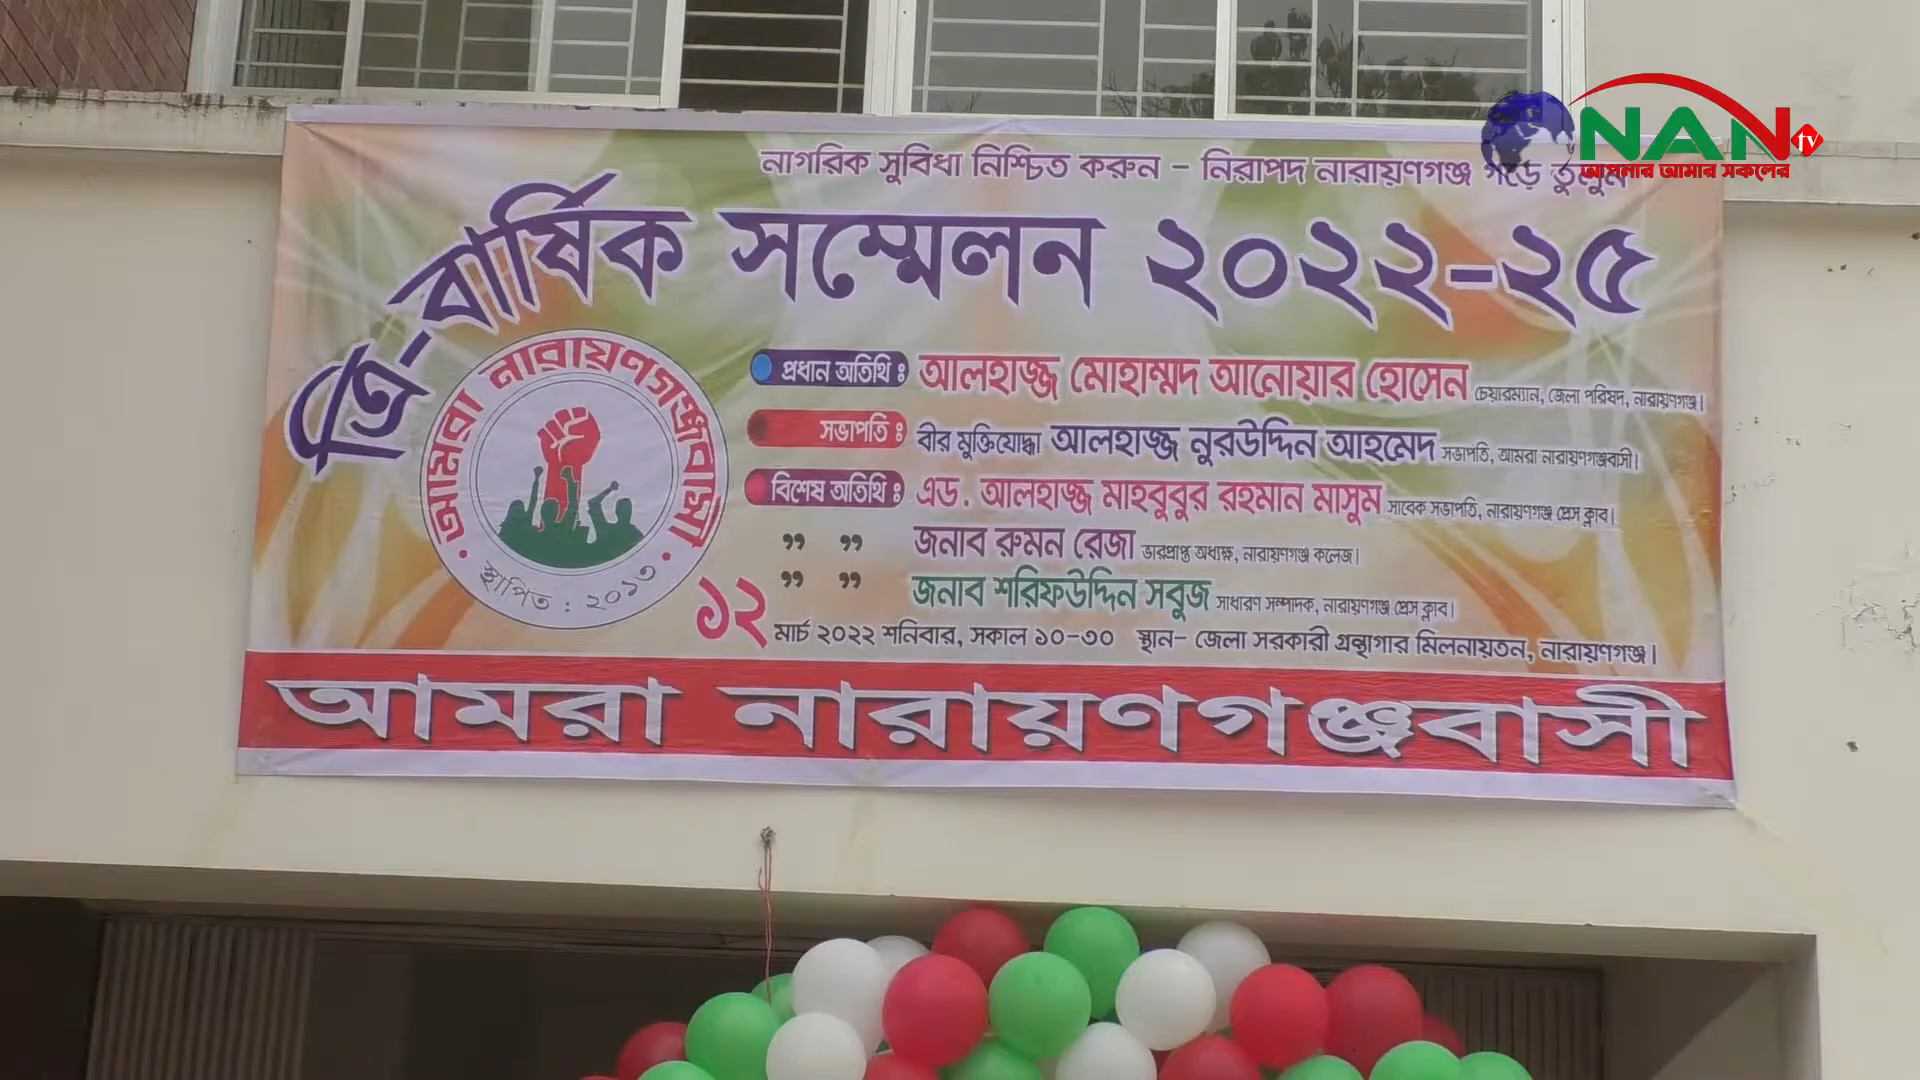 NAN tv
আপনার আমার সকলের
নাগরিক সুবিধা নিশ্চিত করুন - নিরাপদ নারায়ণগঞ্জ গড়ে তুলুন
ত্রি-বার্ষিক সম্মেলন ২০২২-২৫
আমরা নারায়ণগঞ্জবাসী
স্থাপিত : ২০১৩
প্রধান অতিথি : আলহাজ্জ মোহাম্মদ আনোয়ার হোসেন চেয়ারম্যান, জেলা পরিষদ, নারায়ণগঞ্জ।
সভাপতি : বীর মুক্তিযোদ্ধা আলহাজ্জ নুরউদ্দিন আহমেদ সভাপতি, আমরা নারায়ণগঞ্জবাসী।
বিশেষ অতিথি : এড. আলহাজ্জ মাহবুবুর রহমান মাসুম সাবেক সভাপতি, নারায়ণগঞ্জ প্রেস ক্লাব।
” ” জনাব রুমন রেজা ভারপ্রাপ্ত অধ্যক্ষ, নারায়ণগঞ্জ কলেজ।
” ” জনাব শরিফউদ্দিন সবুজ সাধারণ সম্পাদক, নারায়ণগঞ্জ প্রেস ক্লাব।
১২ মার্চ ২০২২ শনিবার, সকাল ১০-৩০ স্থান- জেলা সরকারী গ্রন্থাগার মিলনায়তন, নারায়ণগঞ্জ।
আমরা নারায়ণগঞ্জবাসী